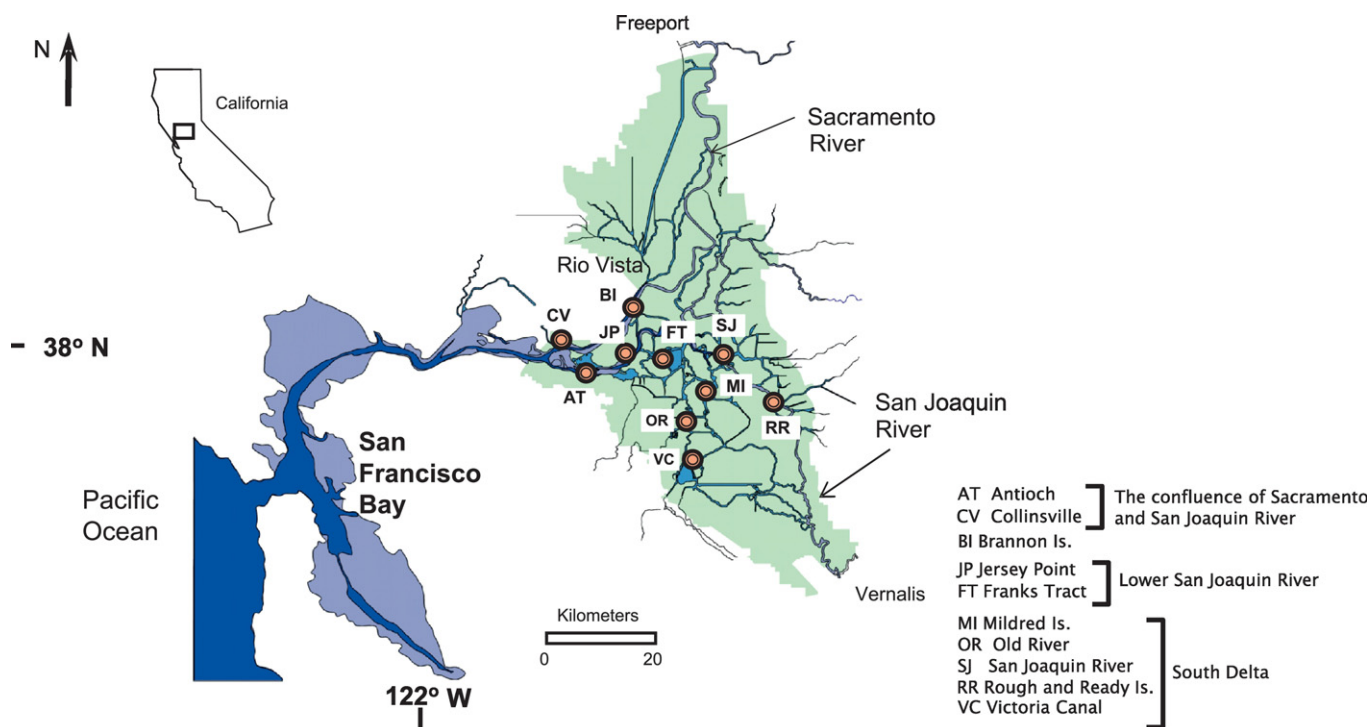 Freeport
N
California
Sacramento
River
Rio Vista
BI
CV
JP
FT
SJ
38° N
AT
MI
OR
RR
San Joaquin
River
VC
San
Francisco
Bay
Pacific
Ocean
AT Antioch
CV Collinsville
The confluence of Sacramento
and San Joaquin River
BI Brannon Is.
JP Jersey Point
FT Franks Tract
Lower San Joaquin River
Vernalis
Kilometers
0 20
MI Mildred Is.
OR Old River
SJ San Joaquin River
RR Rough and Ready Is.
VC Victoria Canal
South Delta
122° W